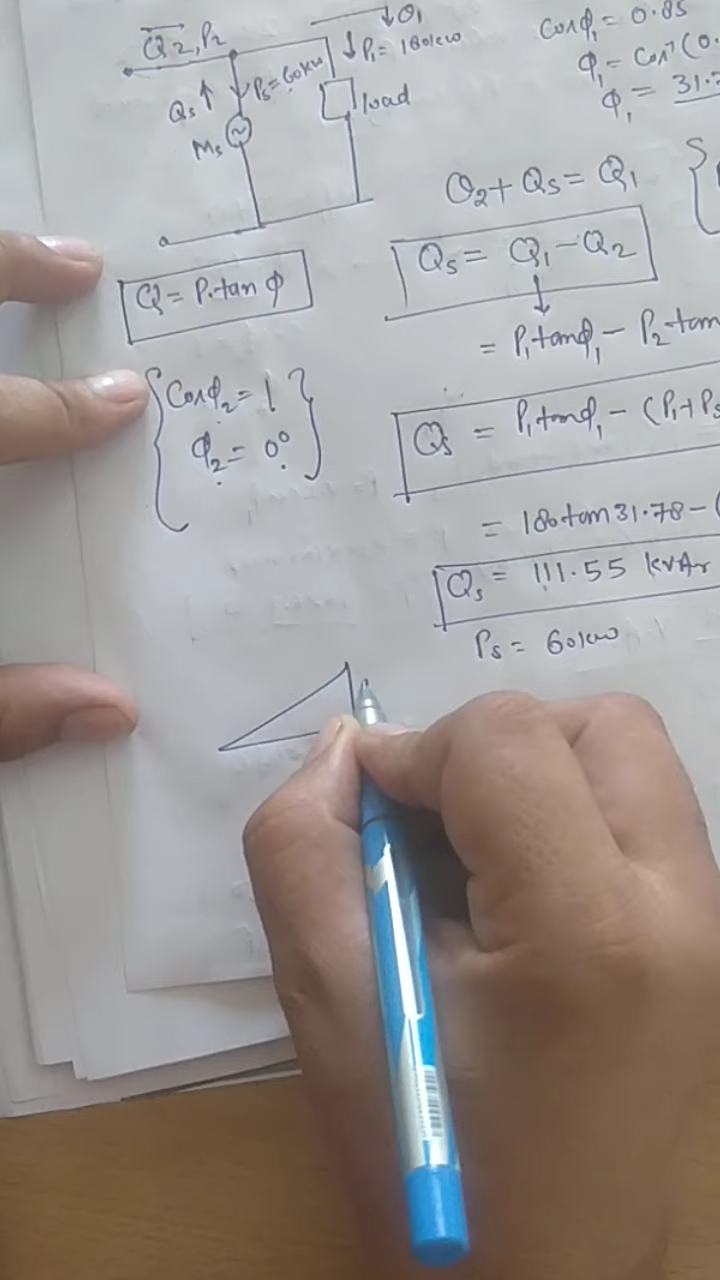 Q2, P2
Q1
P1 = 180kW
Qs
Ps = 60kW
Ms
load
Cosφ1 = 0.85
φ1 = Cos⁻¹(0.
φ1 = 31.
Q2 + Qs = Q1
Qs = Q1 - Q2
Q = P.tan φ
= P1tanφ1 - P2 tan
Cosφ2 = 1
φ2 = 0°
Qs = P1tanφ1 - (P1+Ps
= 180tan31.78 - (
Qs = 111.55 kVAr
Ps = 60kW